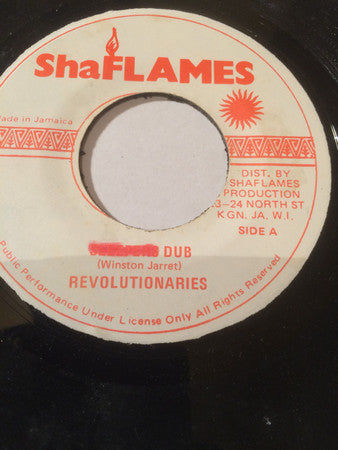 ShaFLAMES
Made in Jamaica
DIST. BY
SHAFLAMES
PRODUCTION
23–24 NORTH ST
KGN. JA, W.I.
SIDE A
DUB
(Winston Jarret)
REVOLUTIONARIES
Public Performance Under License Only All Rights Reserved